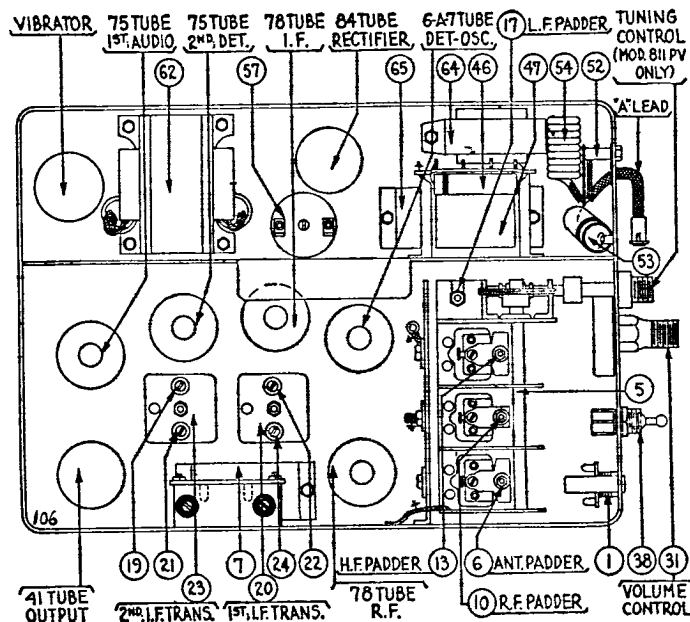 VIBRATOR
75 TUBE
1ST. AUDIO
75 TUBE
2ND. DET.
78 TUBE
I.F.
84 TUBE
RECTIFIER
6-A-7 TUBE
DET-OSC.
17 L.F. PADDER
TUNING
CONTROL
(MOD. 811 PV
ONLY)
62
57
65
64
46
47
54
52
"A" LEAD
53
5
106
19
21
23
7
20
24
22
H.F. PADDER
13
6 ANT. PADDER
1
38
31
41 TUBE
OUTPUT
2ND. I.F. TRANS.
1ST. I.F. TRANS.
78 TUBE
R.F.
10 R.F. PADDER
VOLUME
CONTROL